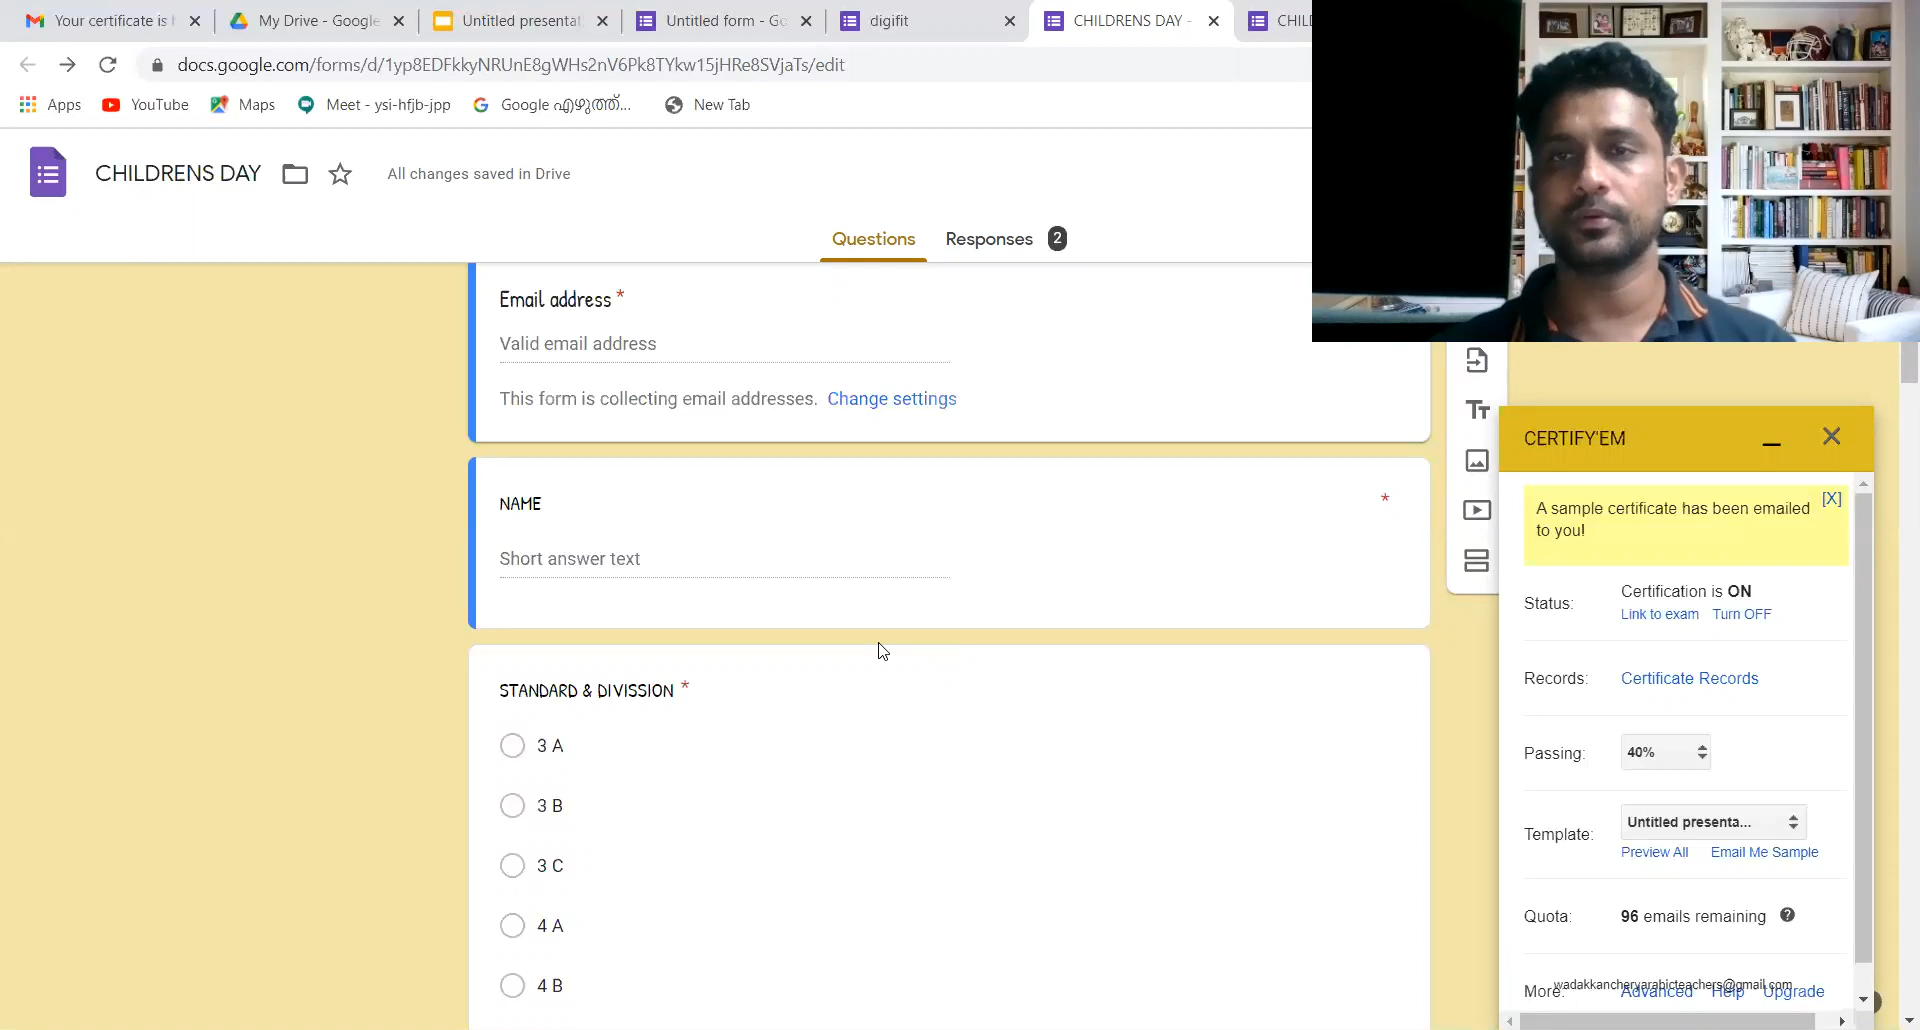 Your certificate is
My Drive - Google
Untitled presentat
Untitled form - Go
digifit
CHILDRENS DAY -
CHIL
docs.google.com/forms/d/1yp8EDFkkyNRUnE8gWHs2nV6Pk8TYkw15jHRe8SVjaTs/edit
Apps
YouTube
Maps
Meet - ysi-hfjb-jpp
Google എഴുത്ത്...
New Tab
CHILDRENS DAY
All changes saved in Drive
Questions
Responses 2
Email address *
Valid email address
This form is collecting email addresses. Change settings
NAME *
Short answer text
STANDARD & DIVISSION *
3 A
3 B
3 C
4 A
4 B
CERTIFY'EM
A sample certificate has been emailed [X]
to you!
Status: Certification is ON
Link to exam Turn OFF
Records: Certificate Records
Passing: 40%
Template: Untitled presenta...
Preview All Email Me Sample
Quota: 96 emails remaining
wadakkancheryarabicteachers@gmail.com
More: Advanced Help Upgrade